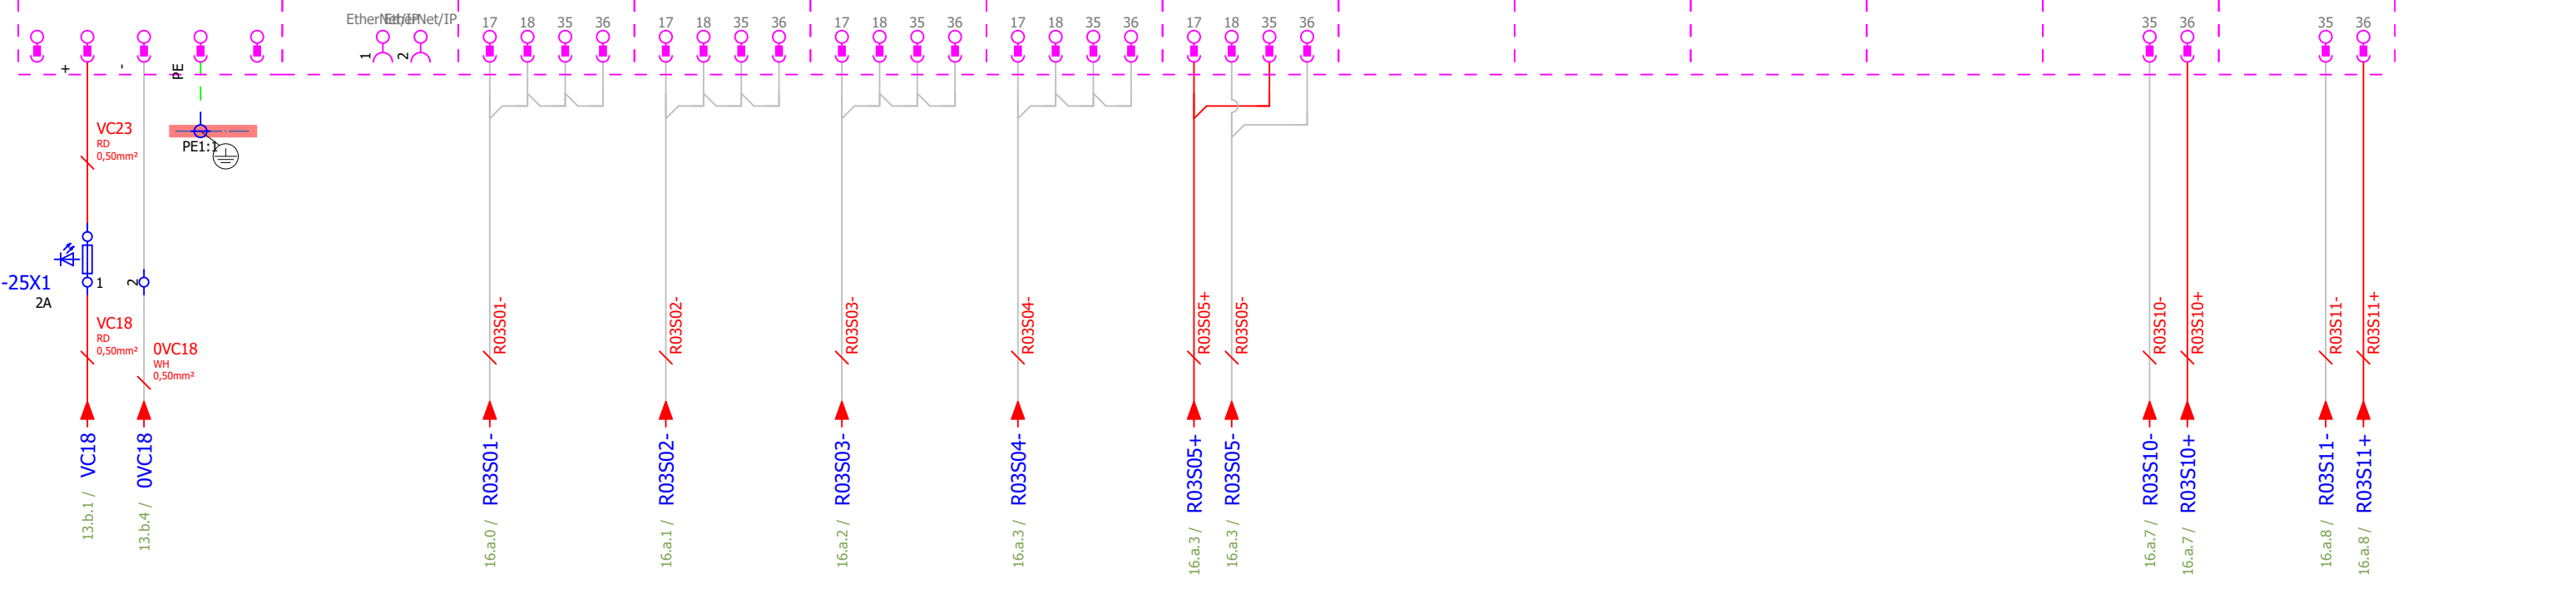 EtherNet/IP
EtherNet/IP
17 18 35 36
17 18 35 36
17 18 35 36
17 18 35 36
17 18 35 36
35 36
35 36
+
-
PE
1
2
VC23
RD
0,50mm²
PE1:1
-25X1
2A
1
2
VC18
RD
0,50mm²
0VC18
WH
0,50mm²
R03S01-
R03S02-
R03S03-
R03S04-
R03S05+
R03S05-
R03S10-
R03S10+
R03S11-
R03S11+
13.b.1 / VC18
13.b.4 / 0VC18
16.a.0 / R03S01-
16.a.1 / R03S02-
16.a.2 / R03S03-
16.a.3 / R03S04-
16.a.3 / R03S05+
16.a.3 / R03S05-
16.a.7 / R03S10-
16.a.7 / R03S10+
16.a.8 / R03S11-
16.a.8 / R03S11+